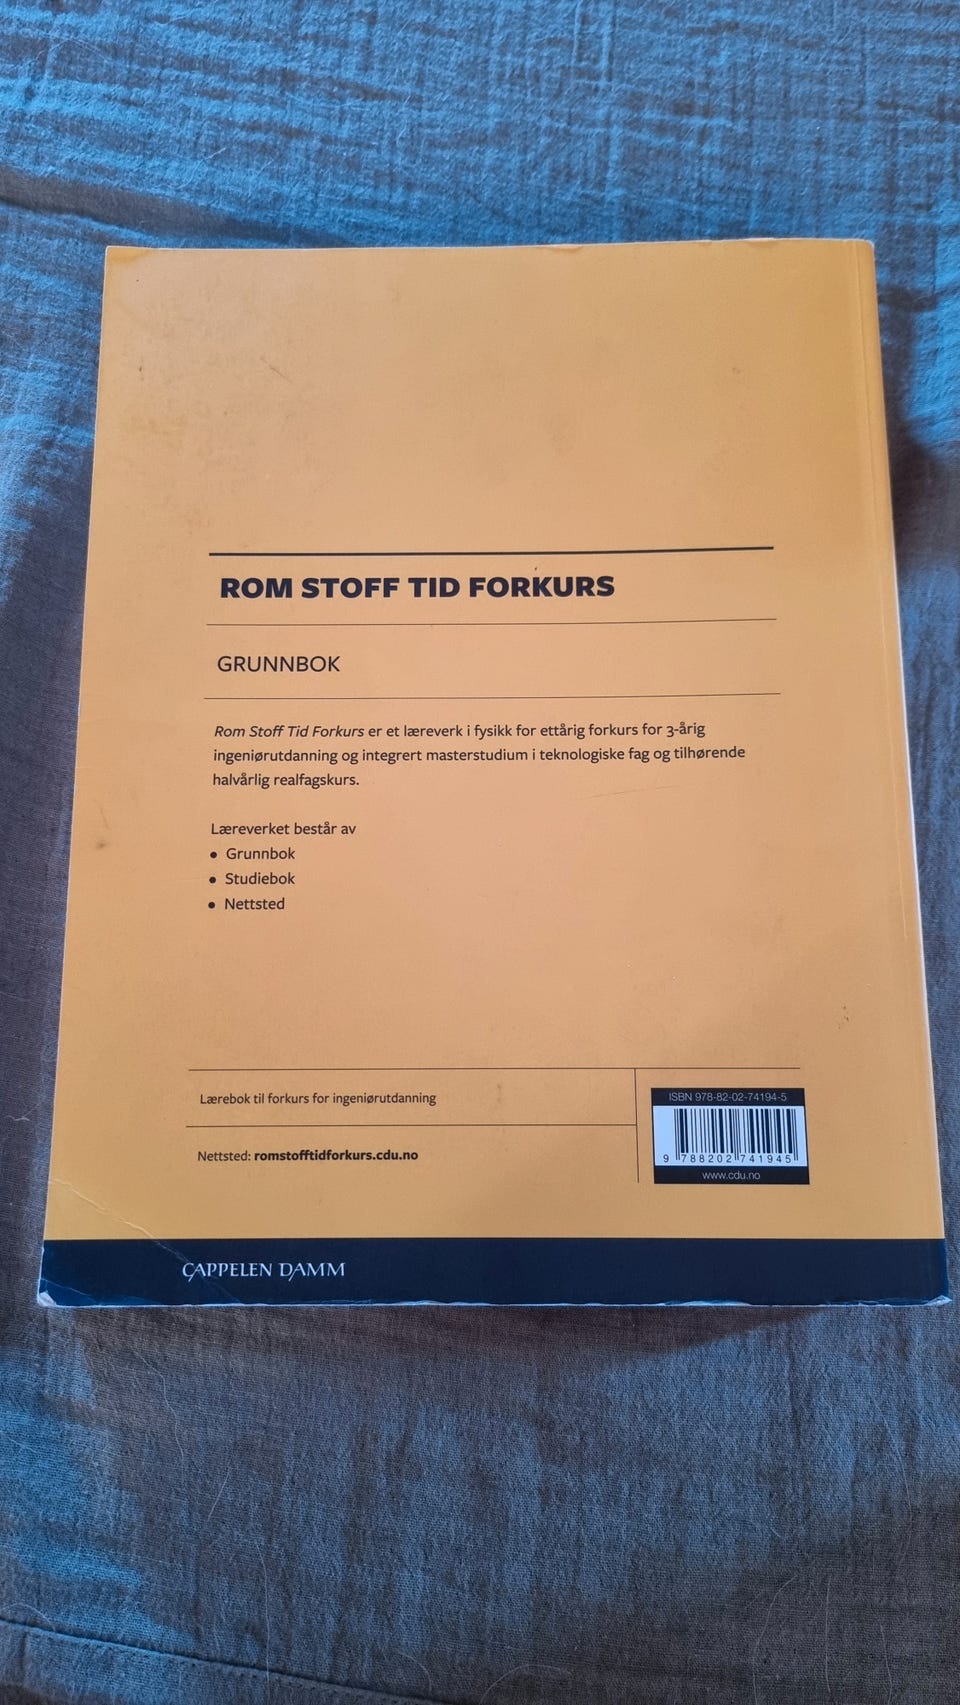 ROM STOFF TID FORKURS
GRUNNBOK
Rom Stoff Tid Forkurs er et læreverk i fysikk for ettårig forkurs for 3-årig
ingeniørutdanning og integrert masterstudium i teknologiske fag og tilhørende
halvårlig realfagskurs.
Læreverket består av
• Grunnbok
• Studiebok
• Nettsted
Lærebok til forkurs for ingeniørutdanning
Nettsted: romstofftidforkurs.cdu.no
ISBN 978-82-02-74194-5
9 788202 741945
www.cdu.no
CAPPELEN DAMM